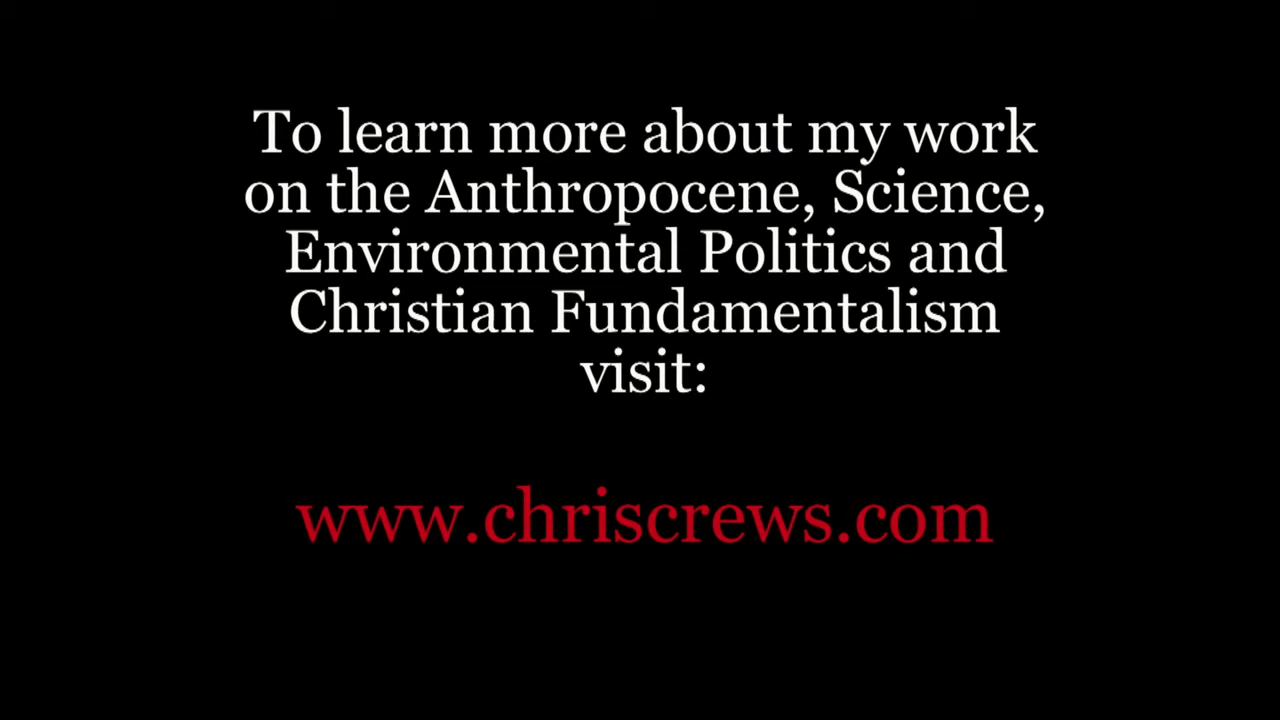 To learn more about my work
on the Anthropocene, Science,
Environmental Politics and
Christian Fundamentalism
visit:
www.chriscrews.com